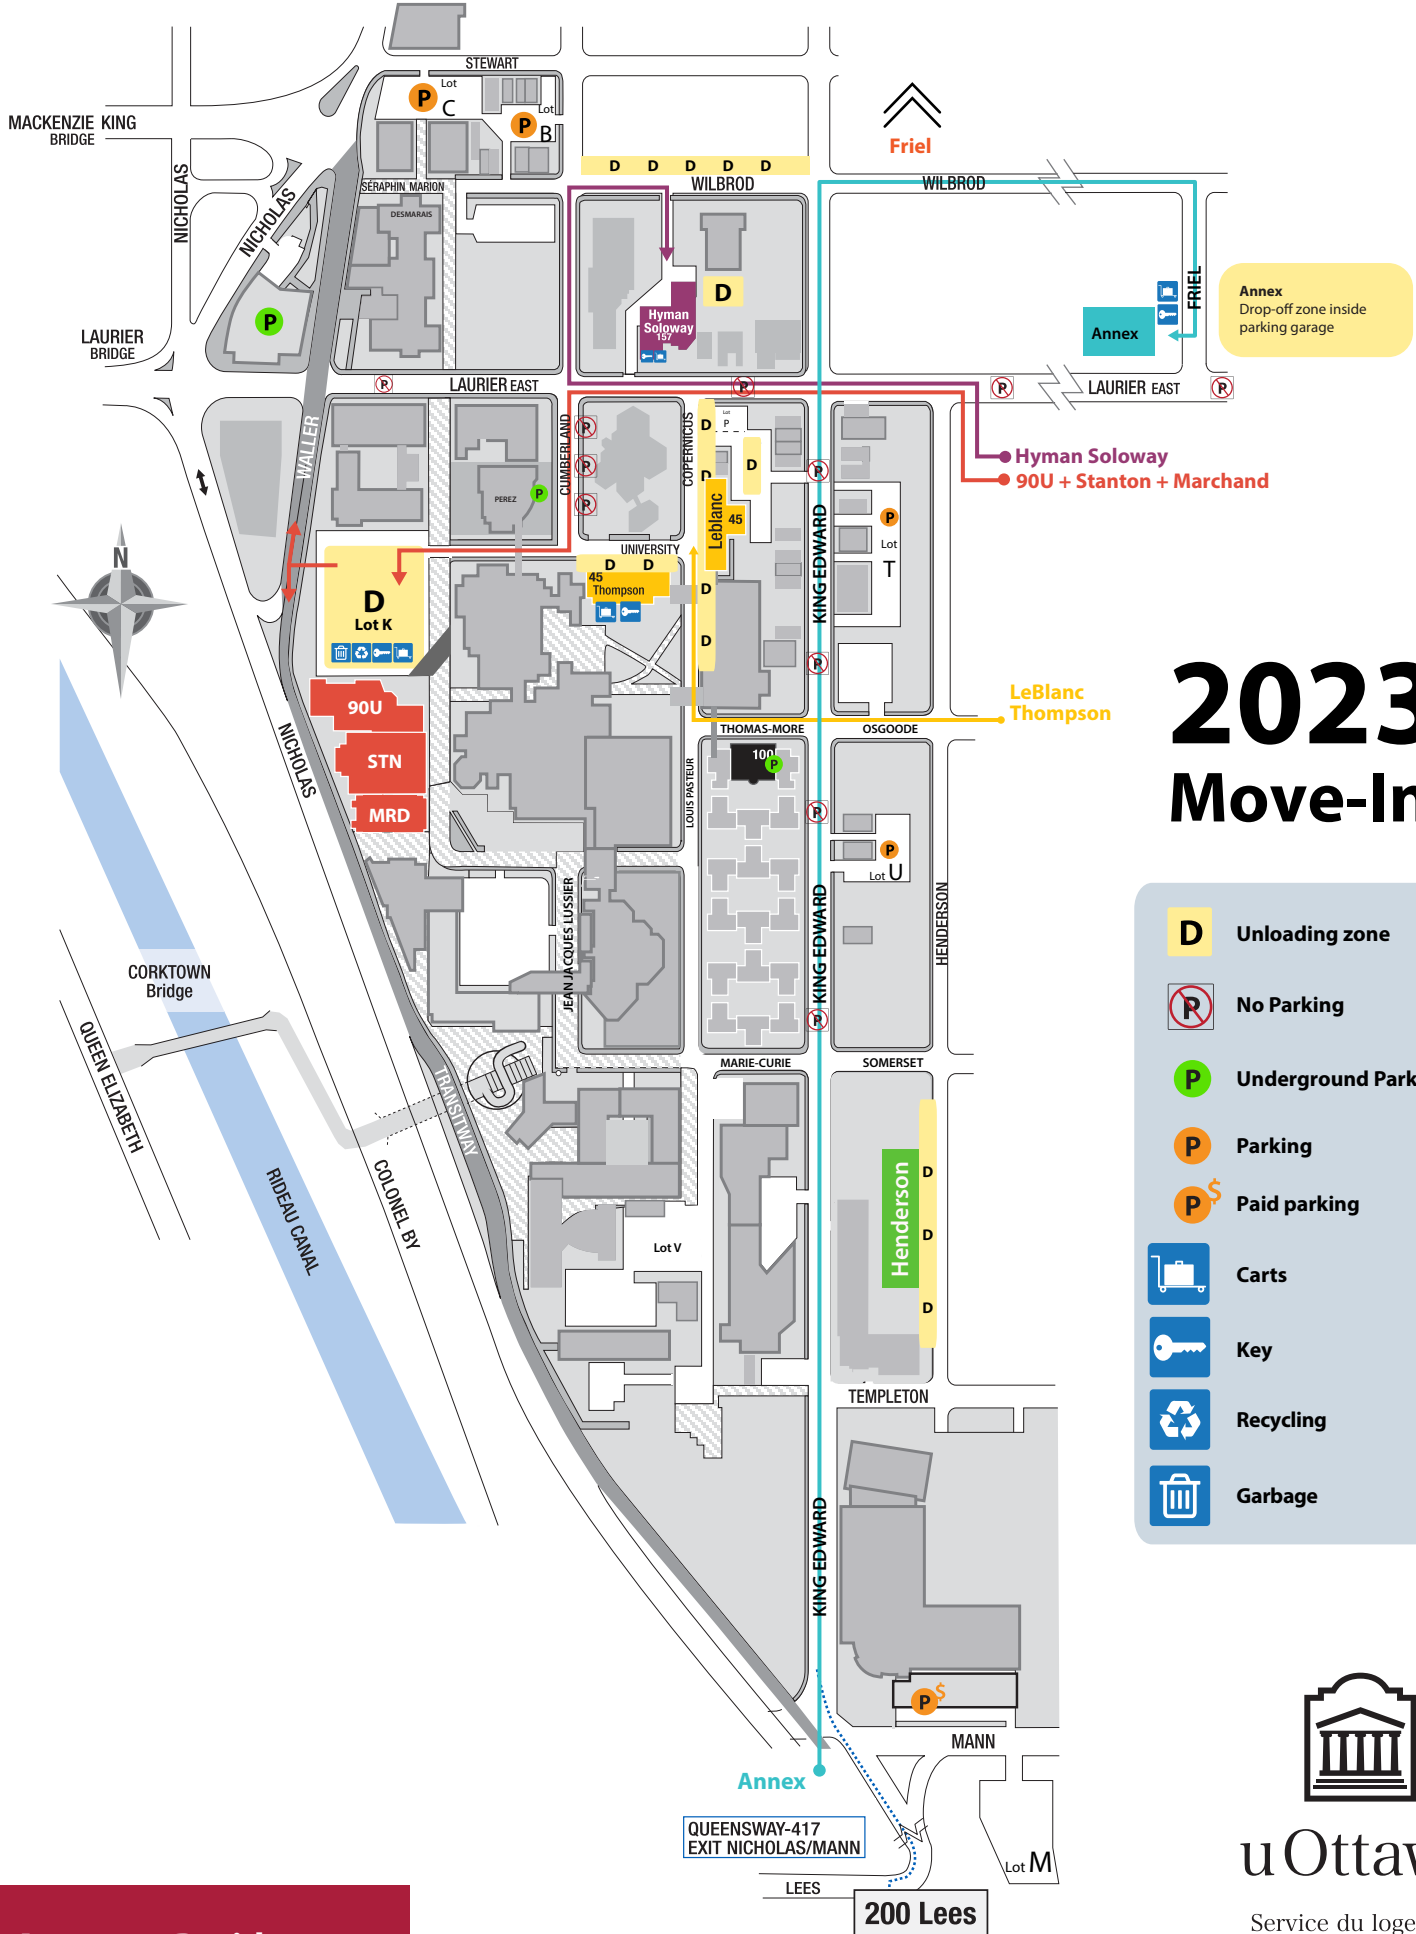 STEWART
Lot
C
P
Lot
B
P
MACKENZIE KING
BRIDGE
Friel
D D D D D
WILBROD
WILBROD
NICHOLAS
NICHOLAS
SÉRAPHIN MARION
DESMARAIS
D
FRIEL
Annex
Drop-off zone inside
parking garage
P
Hyman
Soloway
157
Annex
LAURIER
BRIDGE
LAURIER EAST
LAURIER EAST
P
P
P
P
WALLER
CUMBERLAND
COPERNICUS
Lot
P
D
D
D
P
P
P
P
PEREZ
P
Hyman Soloway
90U + Stanton + Marchand
Leblanc
45
KING EDWARD
P
Lot
T
N
UNIVERSITY
D D
45
Thompson
D
D
D
Lot K
P
90U
STN
MRD
NICHOLAS
LeBlanc
Thompson
THOMAS-MORE
OSGOODE
100
P
LOUIS PASTEUR
P
P
Lot U
2023
Move-In
JEAN JACQUES LUSSIER
KING EDWARD
HENDERSON
P
D
Unloading zone
P
No Parking
P
Underground Park
P
Parking
P$
Paid parking
Carts
Key
Recycling
Garbage
CORKTOWN
Bridge
QUEEN ELIZABETH
RIDEAU CANAL
COLONEL BY
TRANSITWAY
MARIE-CURIE
SOMERSET
Henderson
D
D
D
Lot V
TEMPLETON
KING EDWARD
P$
MANN
Annex
QUEENSWAY-417
EXIT NICHOLAS/MANN
Lot M
LEES
200 Lees
uOttaw
Service du loge